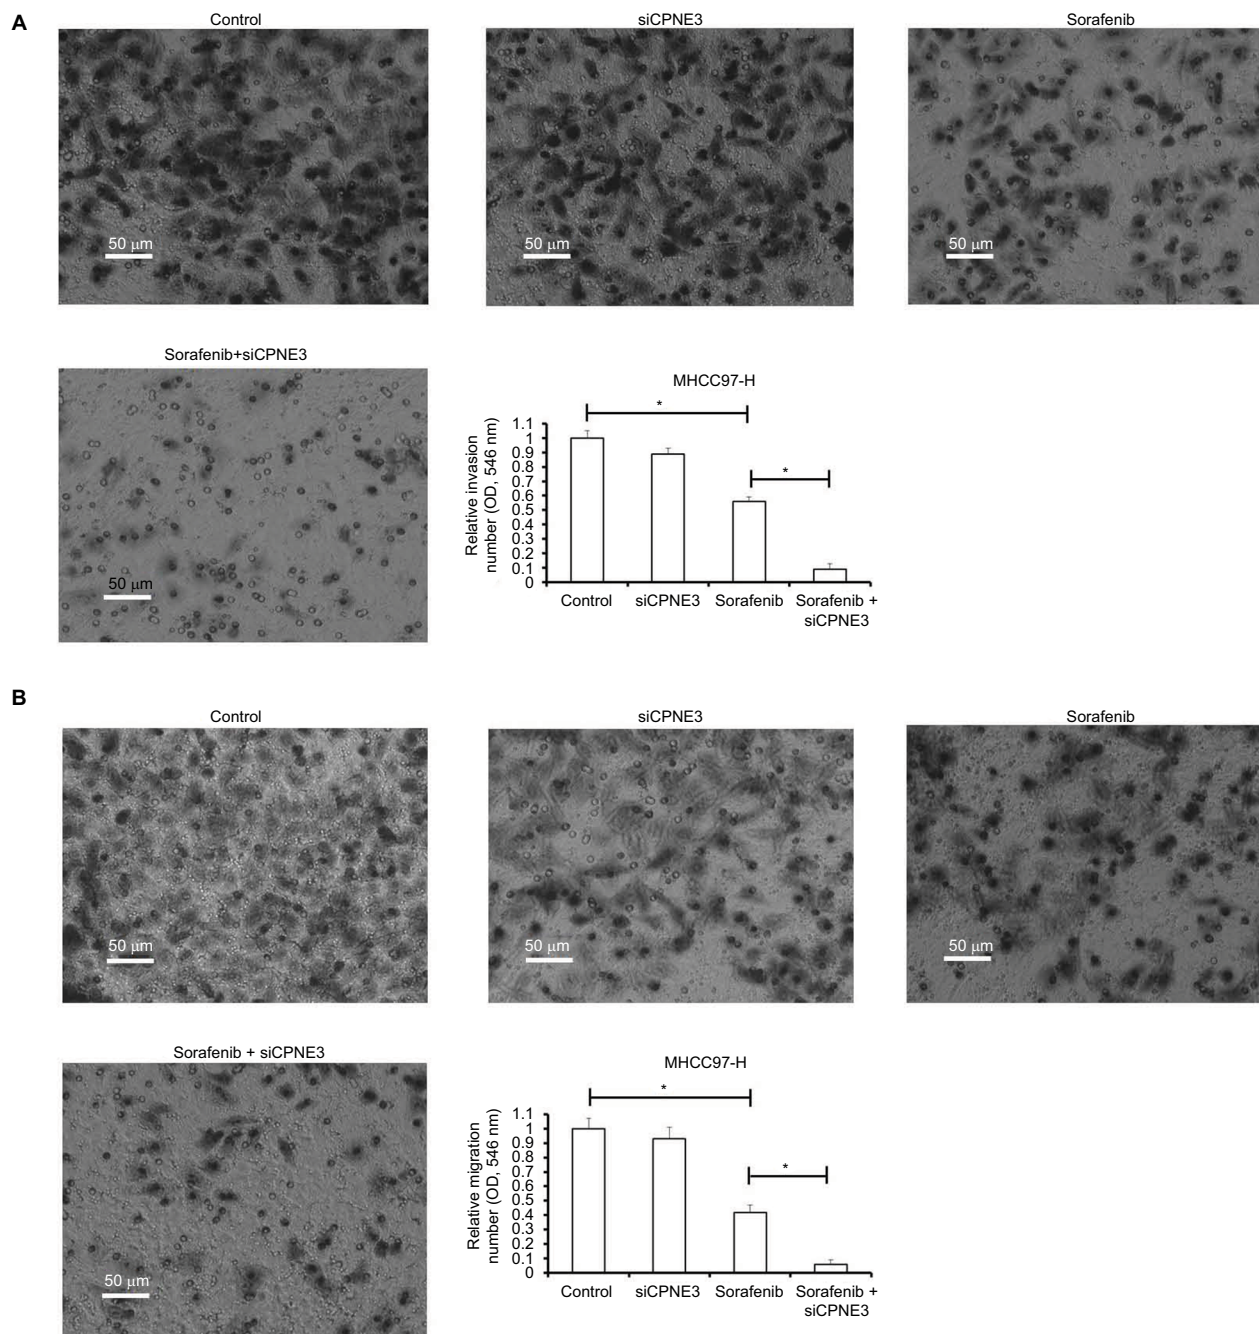 A
Control
siCPNE3
Sorafenib
50 μm
50 μm
50 μm
Sorafenib+siCPNE3
50 μm
MHCC97-H
*
*
Relative invasion
number (OD, 546 nm)
1.1
1
0.9
0.8
0.7
0.6
0.5
0.4
0.3
0.2
0.1
0
Control
siCPNE3
Sorafenib
Sorafenib +
siCPNE3
B
Control
siCPNE3
Sorafenib
50 μm
50 μm
50 μm
Sorafenib + siCPNE3
50 μm
MHCC97-H
*
*
Relative migration
number (OD, 546 nm)
1.1
1
0.9
0.8
0.7
0.6
0.5
0.4
0.3
0.2
0.1
0
Control
siCPNE3
Sorafenib
Sorafenib +
siCPNE3